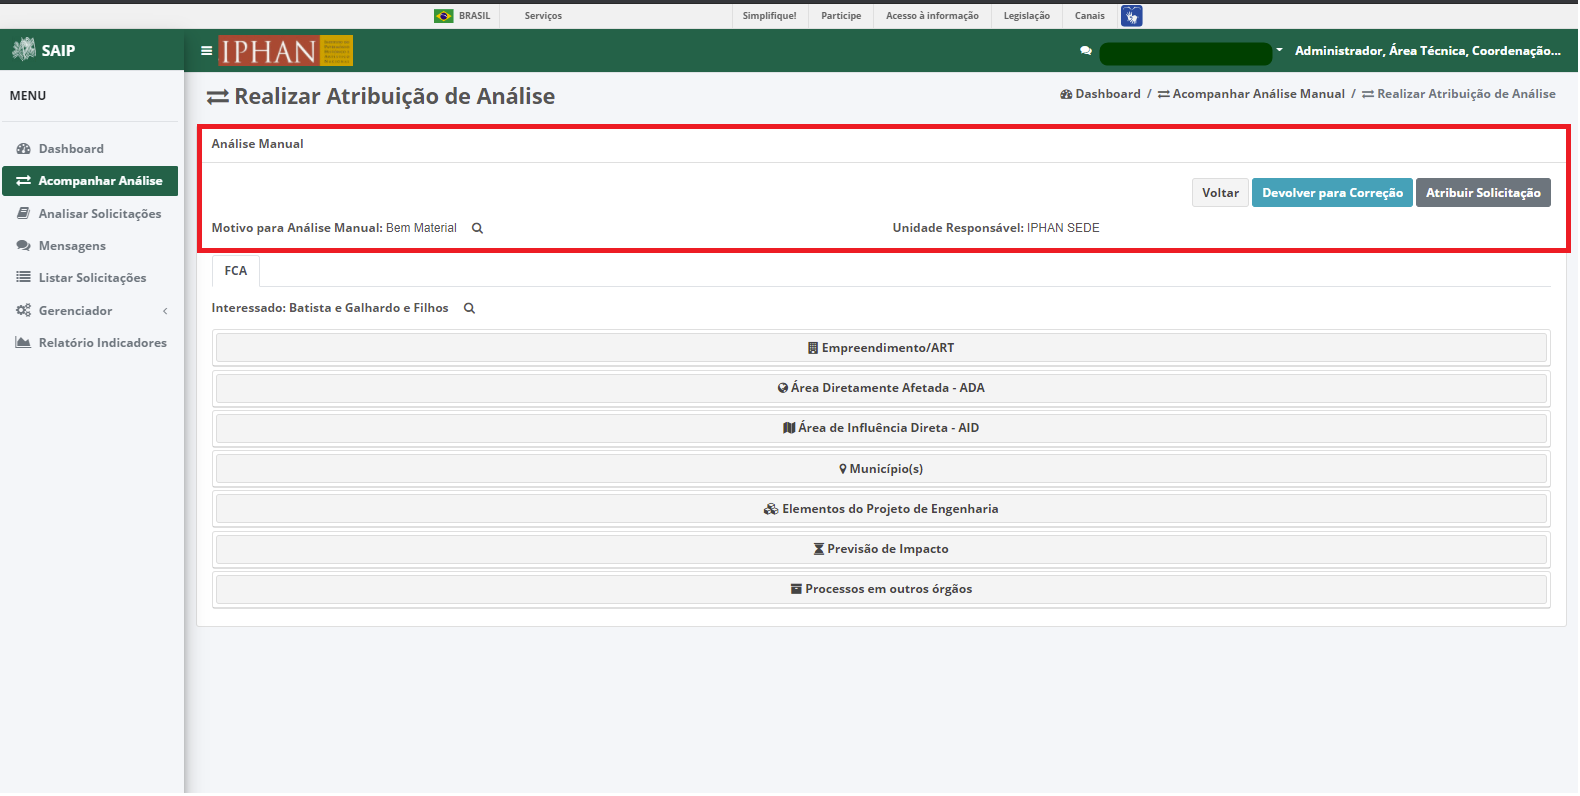 BRASIL Serviços Simplifique! Participe Acesso à informação Legislação Canais
SAIP IPHAN Administrador, Área Técnica, Coordenação...
MENU
Realizar Atribuição de Análise
Dashboard / Acompanhar Análise Manual / Realizar Atribuição de Análise
Dashboard
Acompanhar Análise
Analisar Solicitações
Mensagens
Listar Solicitações
Gerenciador
Relatório Indicadores
Análise Manual
Voltar Devolver para Correção Atribuir Solicitação
Motivo para Análise Manual: Bem Material Unidade Responsável: IPHAN SEDE
FCA
Interessado: Batista e Galhardo e Filhos
Empreendimento/ART
Área Diretamente Afetada - ADA
Área de Influência Direta - AID
Município(s)
Elementos do Projeto de Engenharia
Previsão de Impacto
Processos em outros órgãos